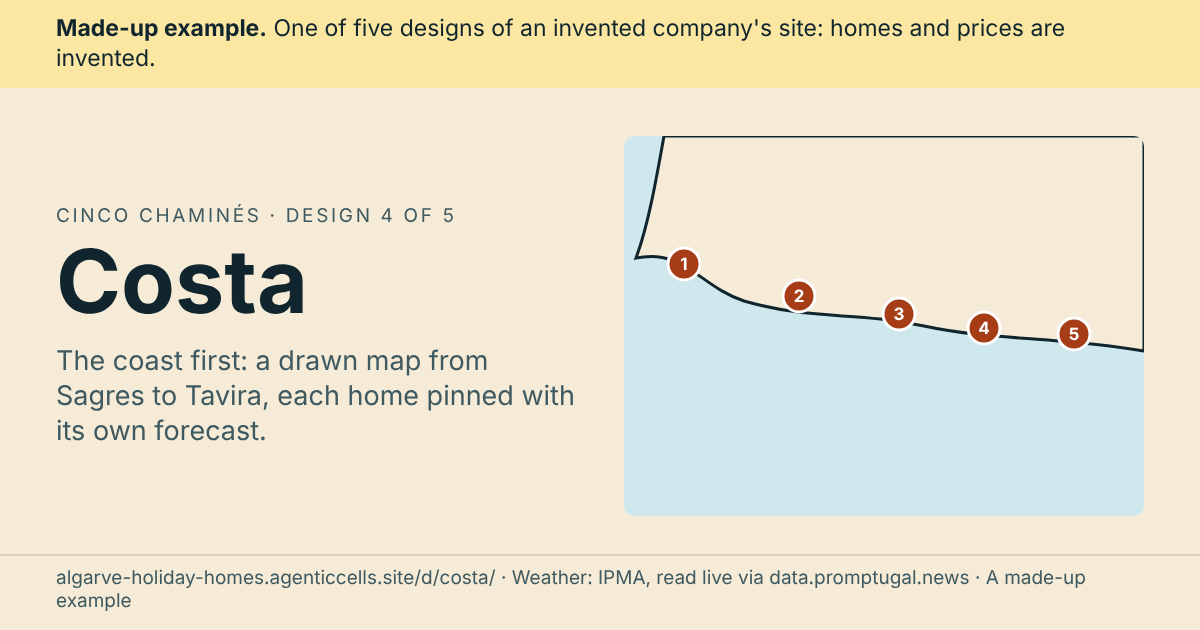 Made-up example. One of five designs of an invented company's site: homes and prices are
invented.
CINCO CHAMINÉS · DESIGN 4 OF 5
Costa
The coast first: a drawn map from
Sagres to Tavira, each home pinned with
its own forecast.
1
2
3
4
5
algarve-holiday-homes.agenticcells.site/d/costa/ · Weather: IPMA, read live via data.promptugal.news · A made-up
example